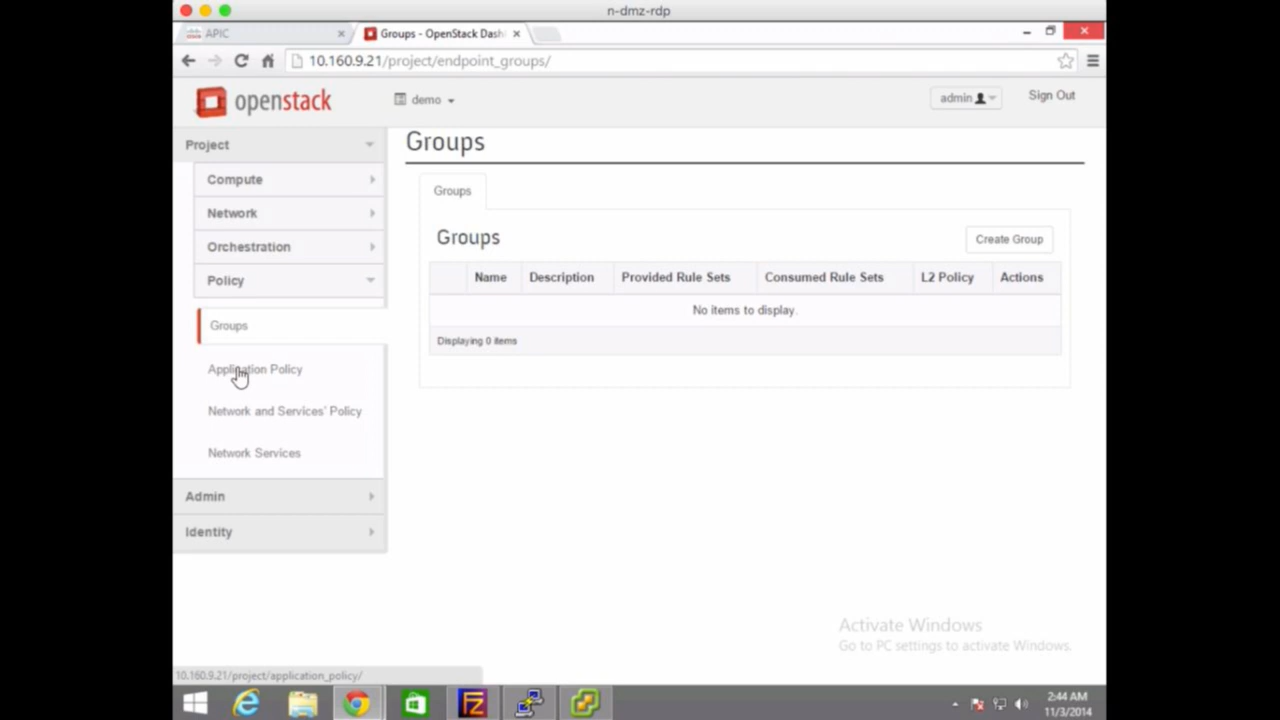 n-dmz-rdp
APIC
Groups - OpenStack Dash
10.160.9.21/project/endpoint_groups/
openstack
demo
admin
Sign Out
Project
Compute
Network
Orchestration
Policy
Groups
Application Policy
Network and Services' Policy
Network Services
Admin
Identity
Groups
Groups
Groups
Create Group
Name Description Provided Rule Sets Consumed Rule Sets L2 Policy Actions
No items to display.
Displaying 0 items
Activate Windows
Go to PC settings to activate Windows.
10.160.9.21/project/application_policy/
2:44 AM
11/3/2014